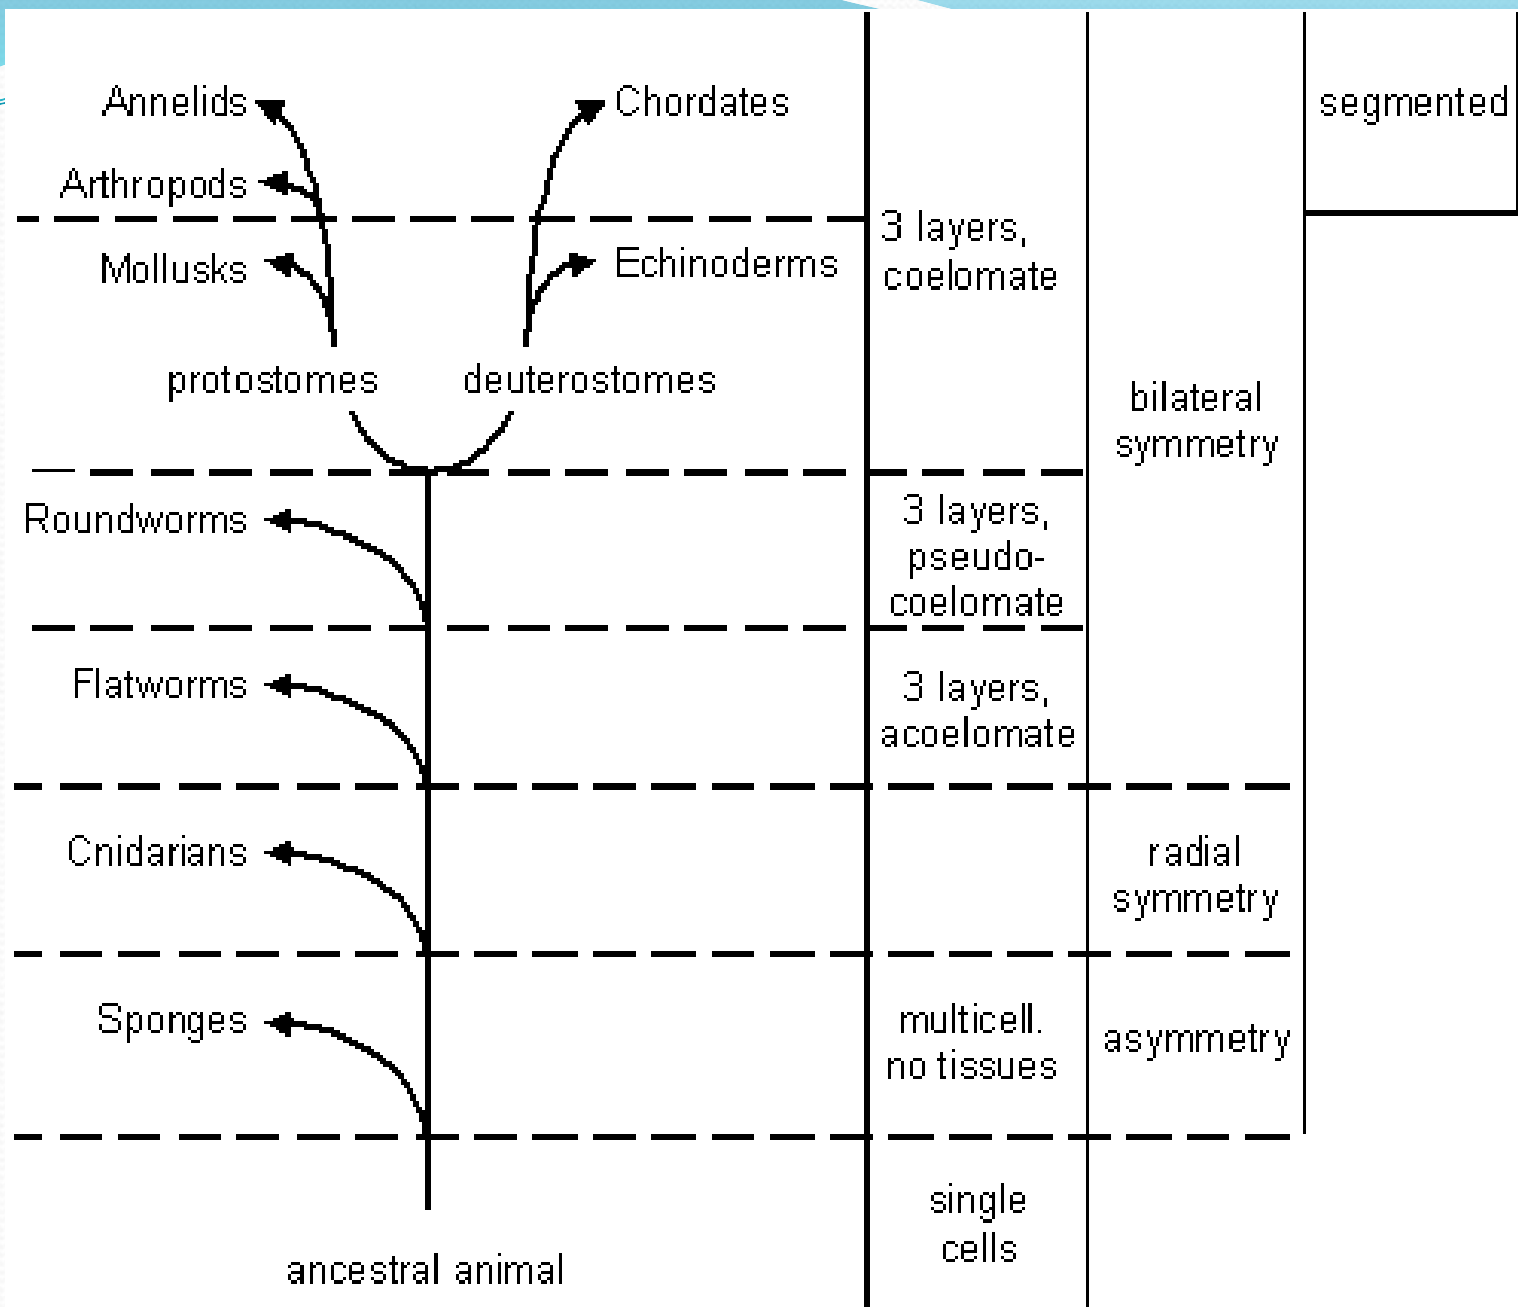 Annelids
Chordates
segmented
Arthropods
3 layers,
coelomate
Mollusks
Echinoderms
protostomes
deuterostomes
bilateral
symmetry
Roundworms
3 layers,
pseudo-
coelomate
Flatworms
3 layers,
acoelomate
Cnidarians
radial
symmetry
Sponges
multicell.
no tissues
asymmetry
single
cells
ancestral animal